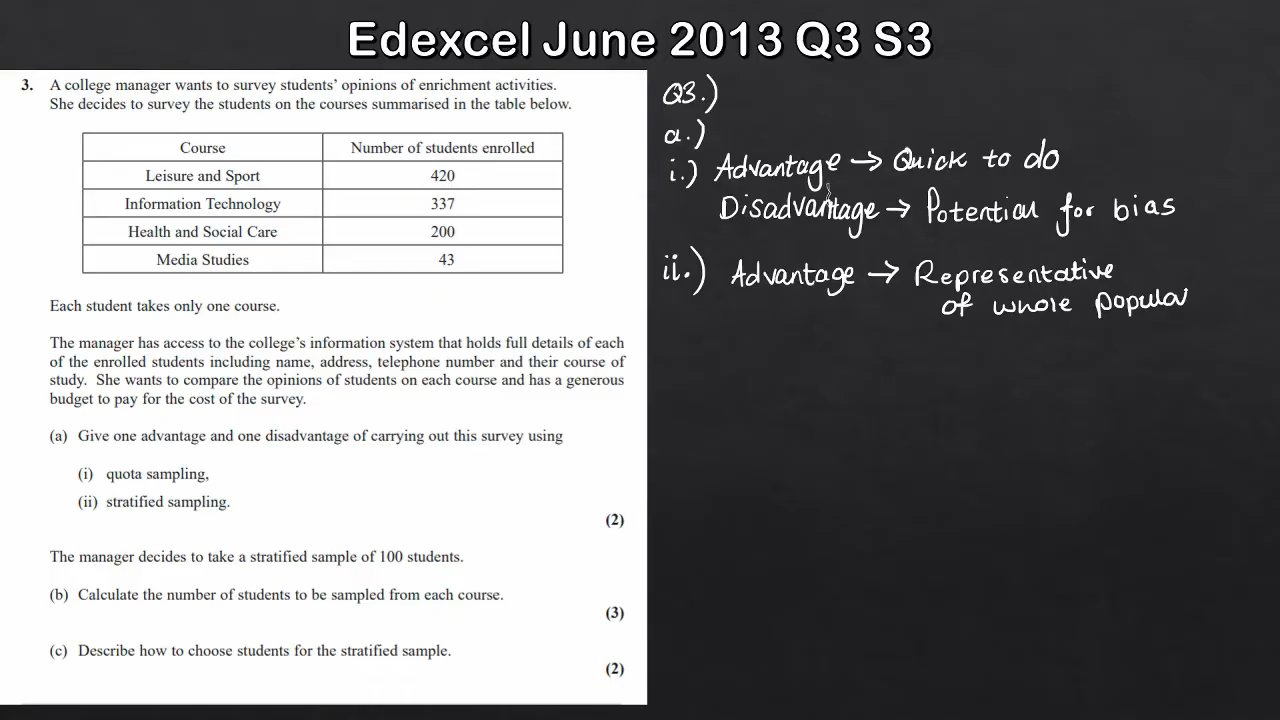 Edexcel June 2013 Q3 S3
3. A college manager wants to survey students' opinions of enrichment activities.
She decides to survey the students on the courses summarised in the table below.
Course Number of students enrolled
Leisure and Sport 420
Information Technology 337
Health and Social Care 200
Media Studies 43
Each student takes only one course.
The manager has access to the college's information system that holds full details of each
of the enrolled students including name, address, telephone number and their course of
study. She wants to compare the opinions of students on each course and has a generous
budget to pay for the cost of the survey.
(a) Give one advantage and one disadvantage of carrying out this survey using
(i) quota sampling,
(ii) stratified sampling.
(2)
The manager decides to take a stratified sample of 100 students.
(b) Calculate the number of students to be sampled from each course.
(3)
(c) Describe how to choose students for the stratified sample.
(2)
Q3.)
a.)
i.) Advantage → Quick to do
Disadvantage → Potential for bias
ii.) Advantage → Representative
of whole popular